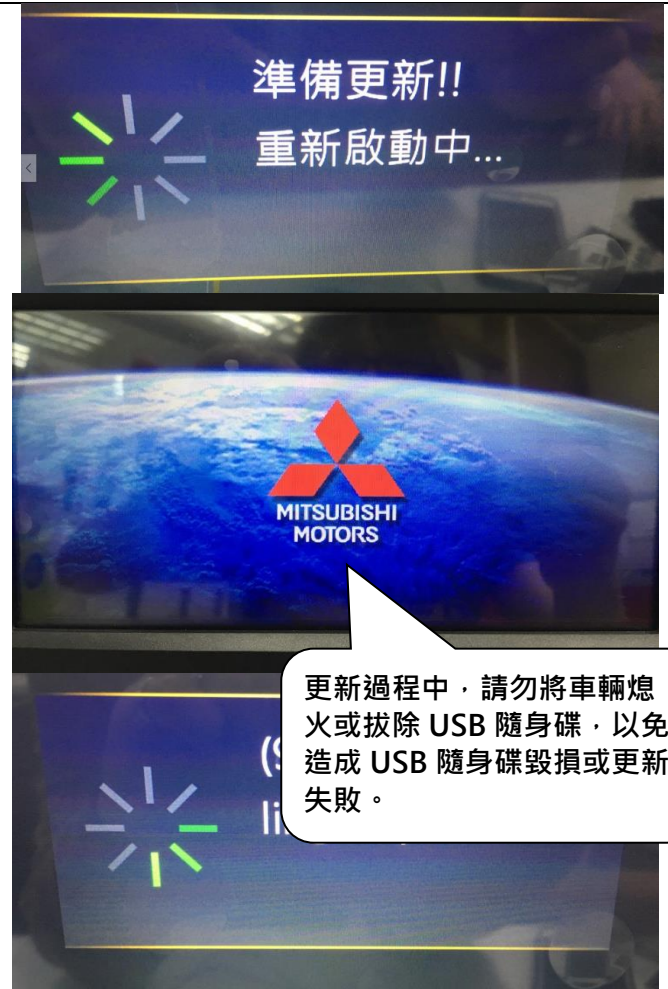 準備更新!!
重新啟動中...
MITSUBISHI
MOTORS
更新過程中，請勿將車輛熄
火或拔除 USB 隨身碟，以免
造成 USB 隨身碟毀損或更新
失敗。